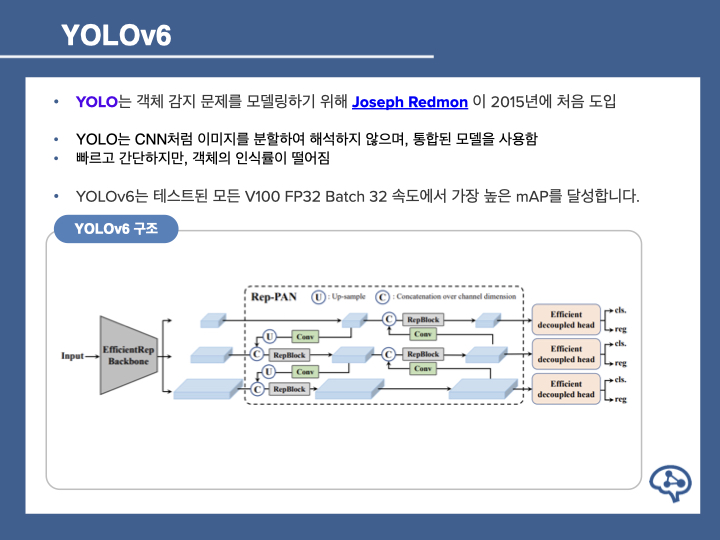 YOLOv6
• YOLO는 객체 감지 문제를 모델링하기 위해 Joseph Redmon 이 2015년에 처음 도입
• YOLO는 CNN처럼 이미지를 분할하여 해석하지 않으며, 통합된 모델을 사용함
• 빠르고 간단하지만, 객체의 인식률이 떨어짐
• YOLOv6는 테스트된 모든 V100 FP32 Batch 32 속도에서 가장 높은 mAP를 달성합니다.
YOLOv6 구조
Rep-PAN U : Up-sample C : Concatenation over channel dimension
Input
EfficientRep
Backbone
C RepBlock
Conv
U Conv
C RepBlock
C RepBlock
Conv
U Conv
C RepBlock
Efficient
decoupled head
cls.
reg
Efficient
decoupled head
cls.
reg
Efficient
decoupled head
cls.
reg